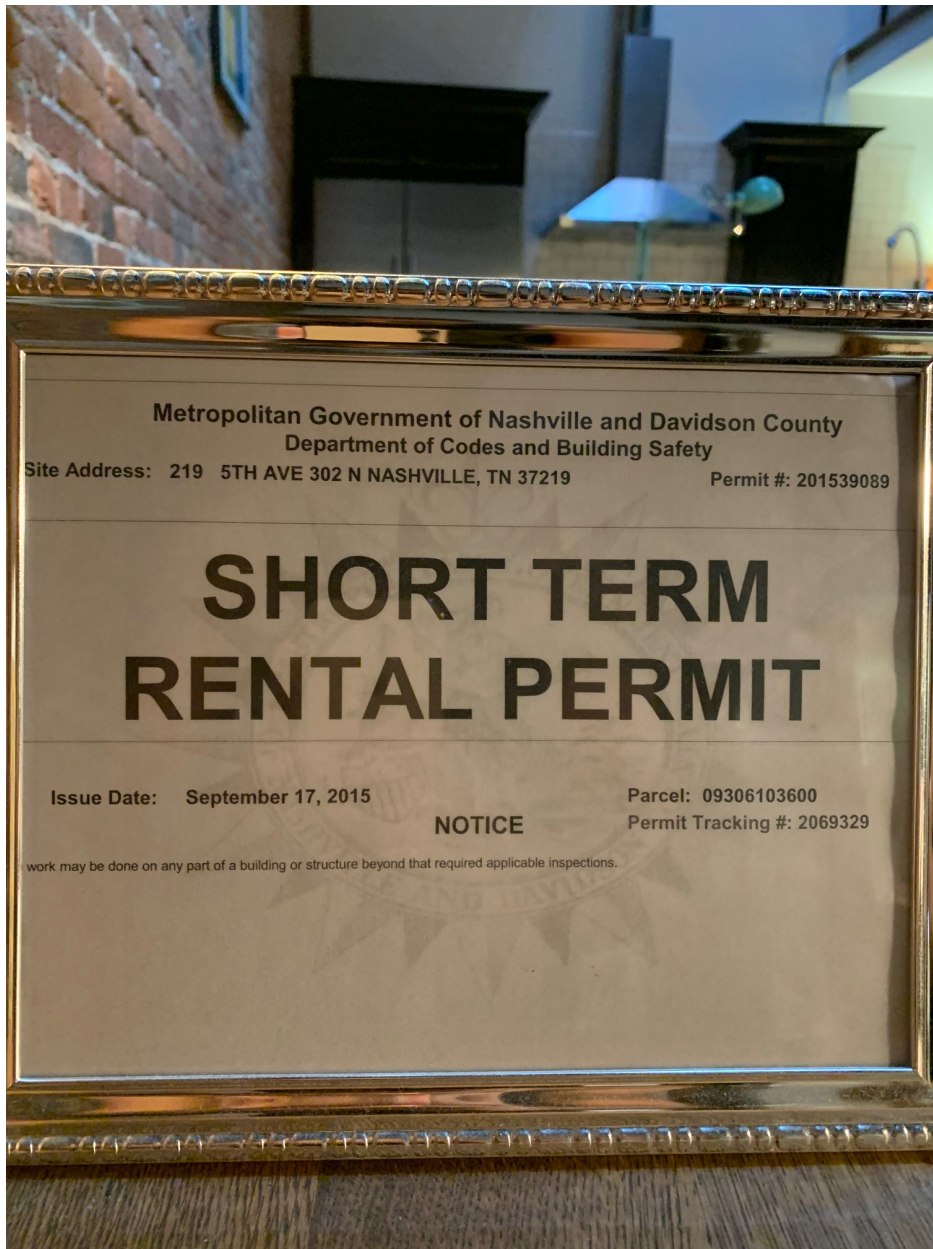 Metropolitan Government of Nashville and Davidson County
Department of Codes and Building Safety
Site Address: 219 5TH AVE 302 N NASHVILLE, TN 37219 Permit #: 201539089
SHORT TERM
RENTAL PERMIT
Issue Date: September 17, 2015 Parcel: 09306103600
NOTICE Permit Tracking #: 2069329
work may be done on any part of a building or structure beyond that required applicable inspections.